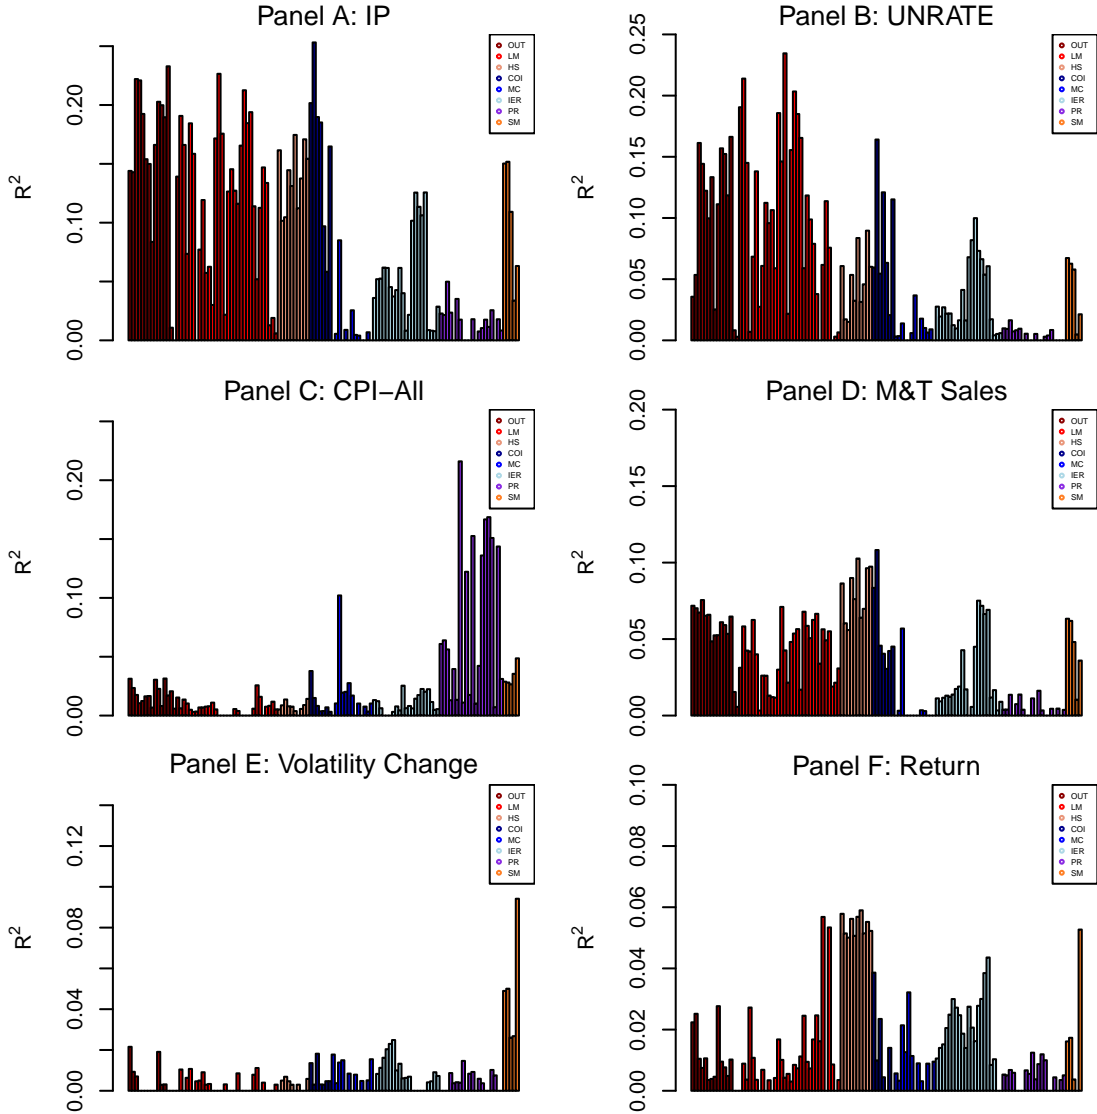 Panel A: IP
R2
0.00
0.10
0.20
OUT
LM
HS
COI
MC
IER
PR
SM
Panel B: UNRATE
R2
0.00
0.05
0.10
0.15
0.20
0.25
OUT
LM
HS
COI
MC
IER
PR
SM
Panel C: CPI−All
R2
0.00
0.10
0.20
OUT
LM
HS
COI
MC
IER
PR
SM
Panel D: M&T Sales
R2
0.00
0.05
0.10
0.15
0.20
OUT
LM
HS
COI
MC
IER
PR
SM
Panel E: Volatility Change
R2
0.00
0.04
0.08
0.12
OUT
LM
HS
COI
MC
IER
PR
SM
Panel F: Return
R2
0.00
0.02
0.04
0.06
0.08
0.10
OUT
LM
HS
COI
MC
IER
PR
SM